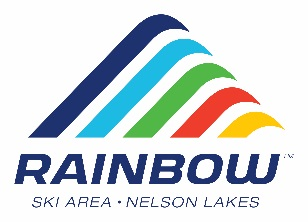 RAINBOW™
SKI AREA • NELSON LAKES